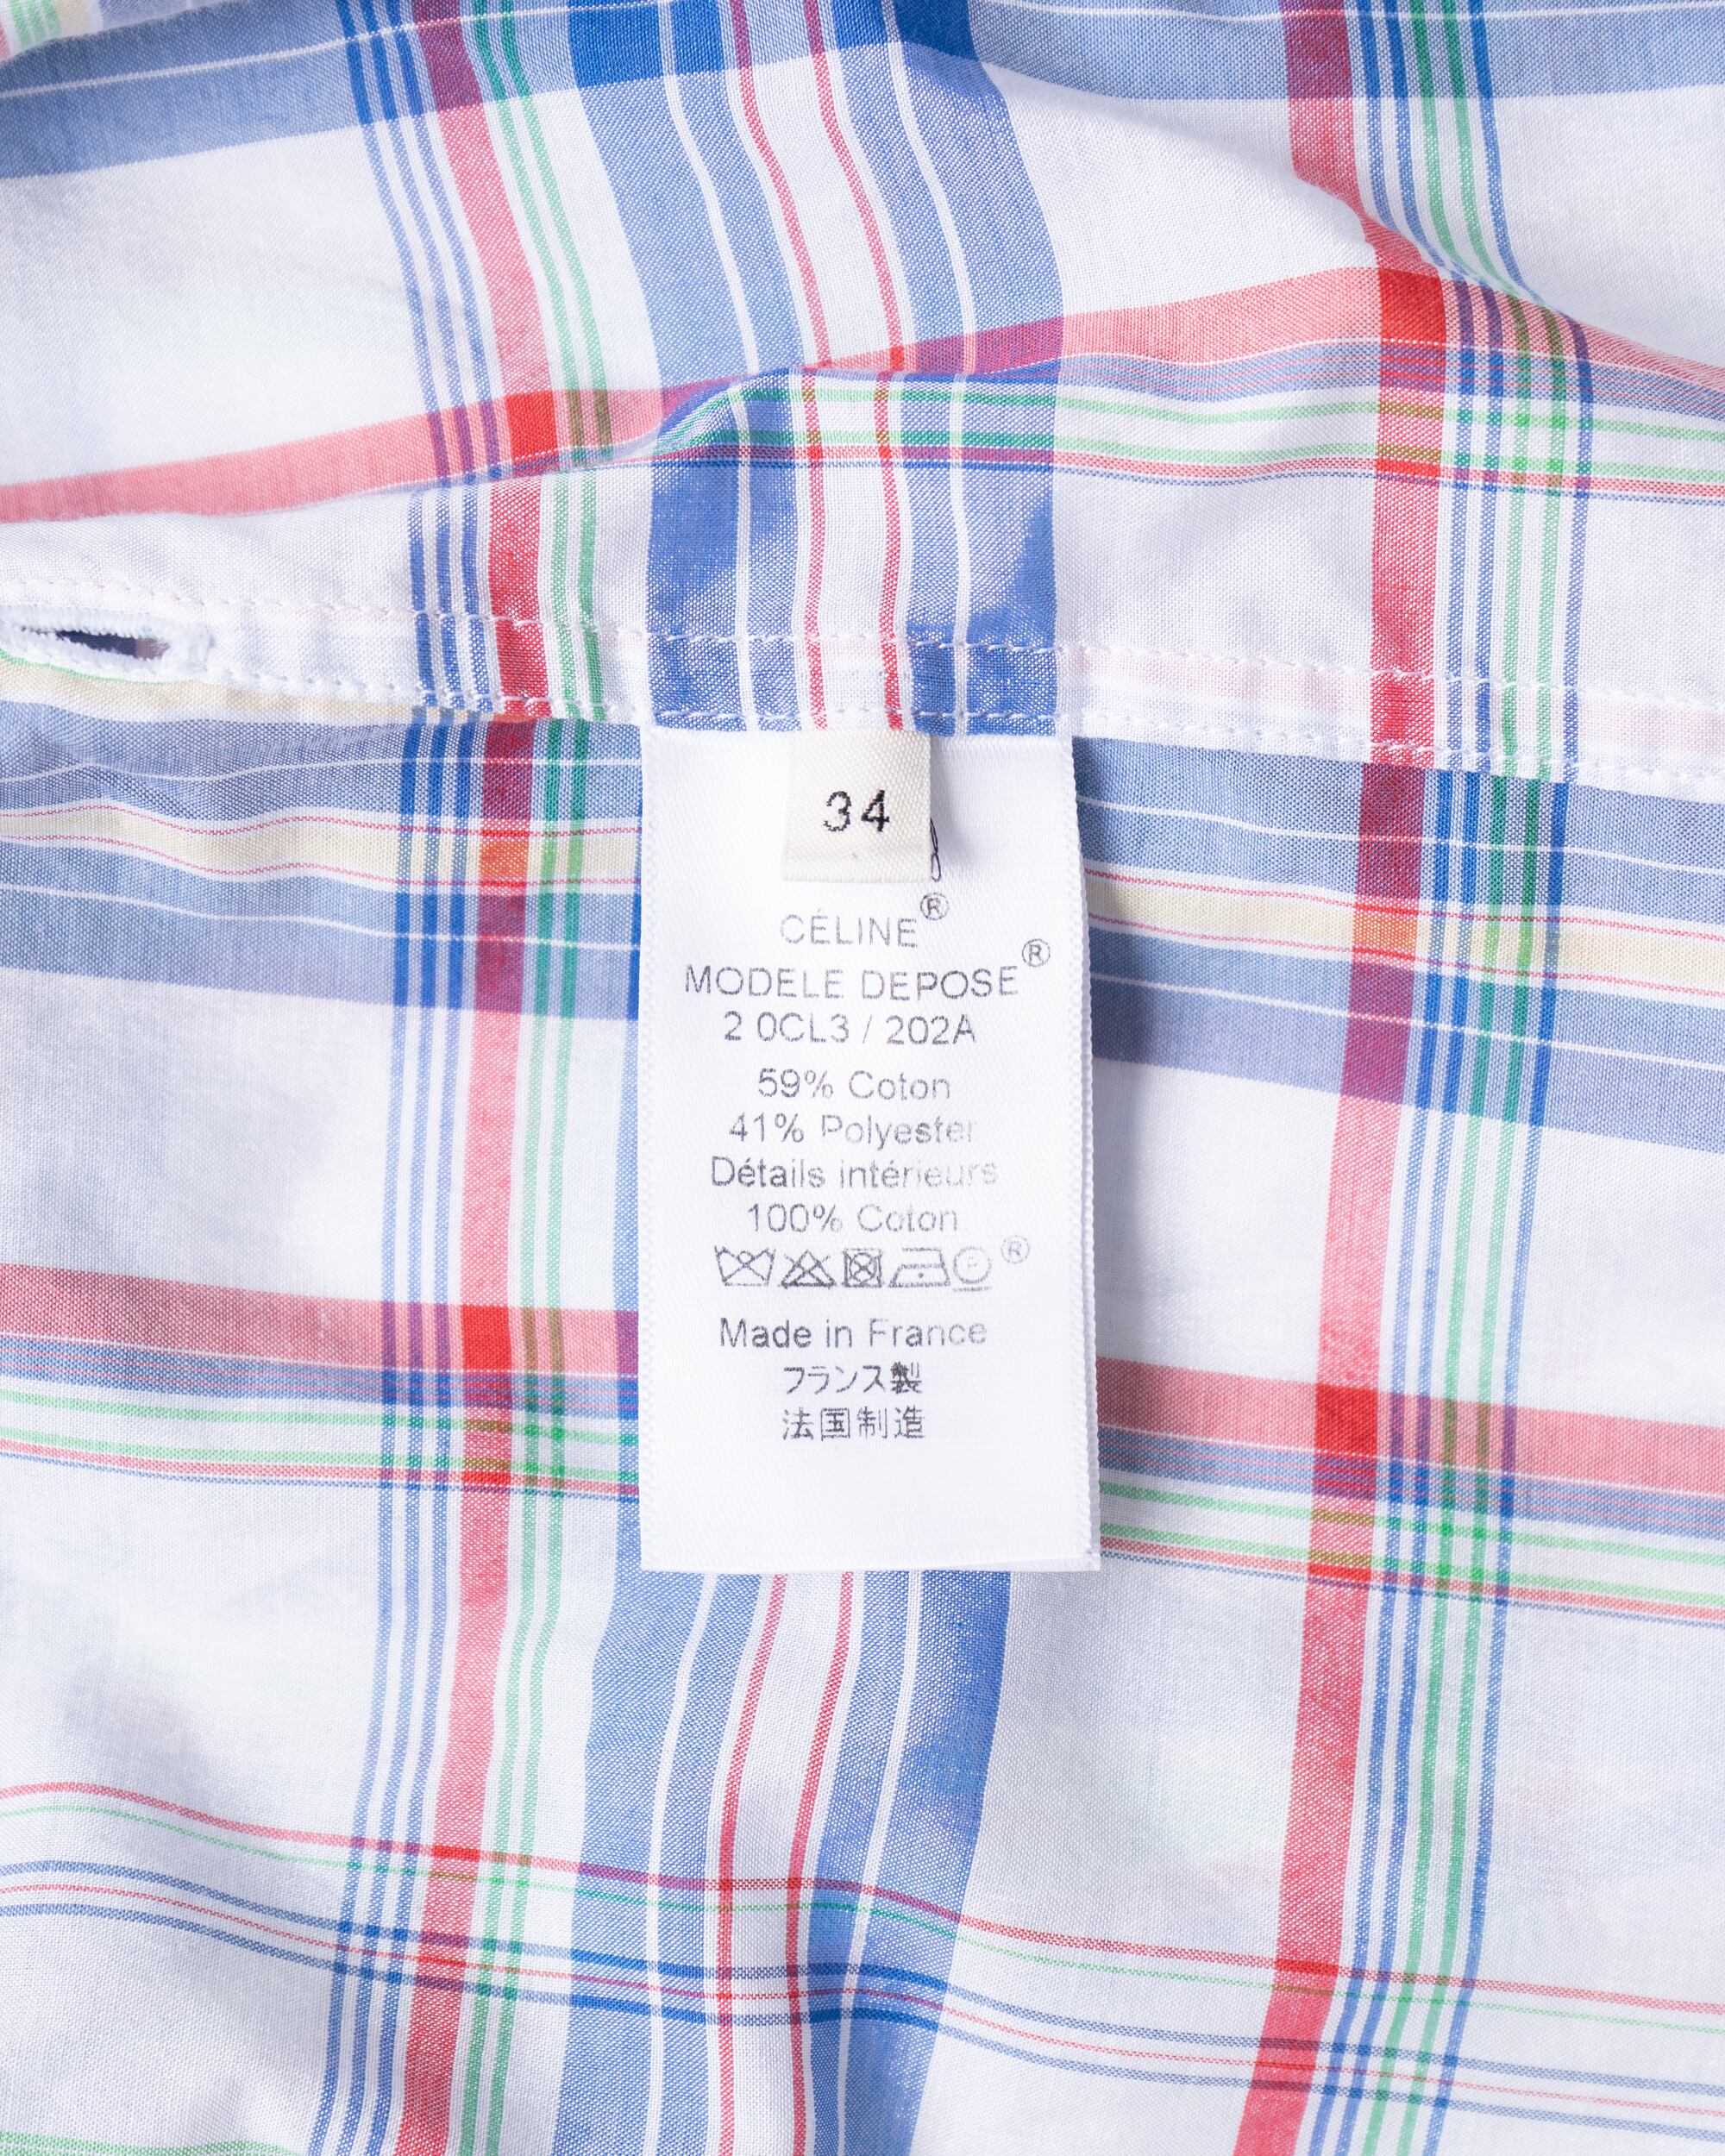 34
CÉLINE®
MODELE DEPOSE®
2 0CL3 / 202A
59% Coton
41% Polyester
Détails intérieurs
100% Coton
®
Made in France
フランス製
法国制造